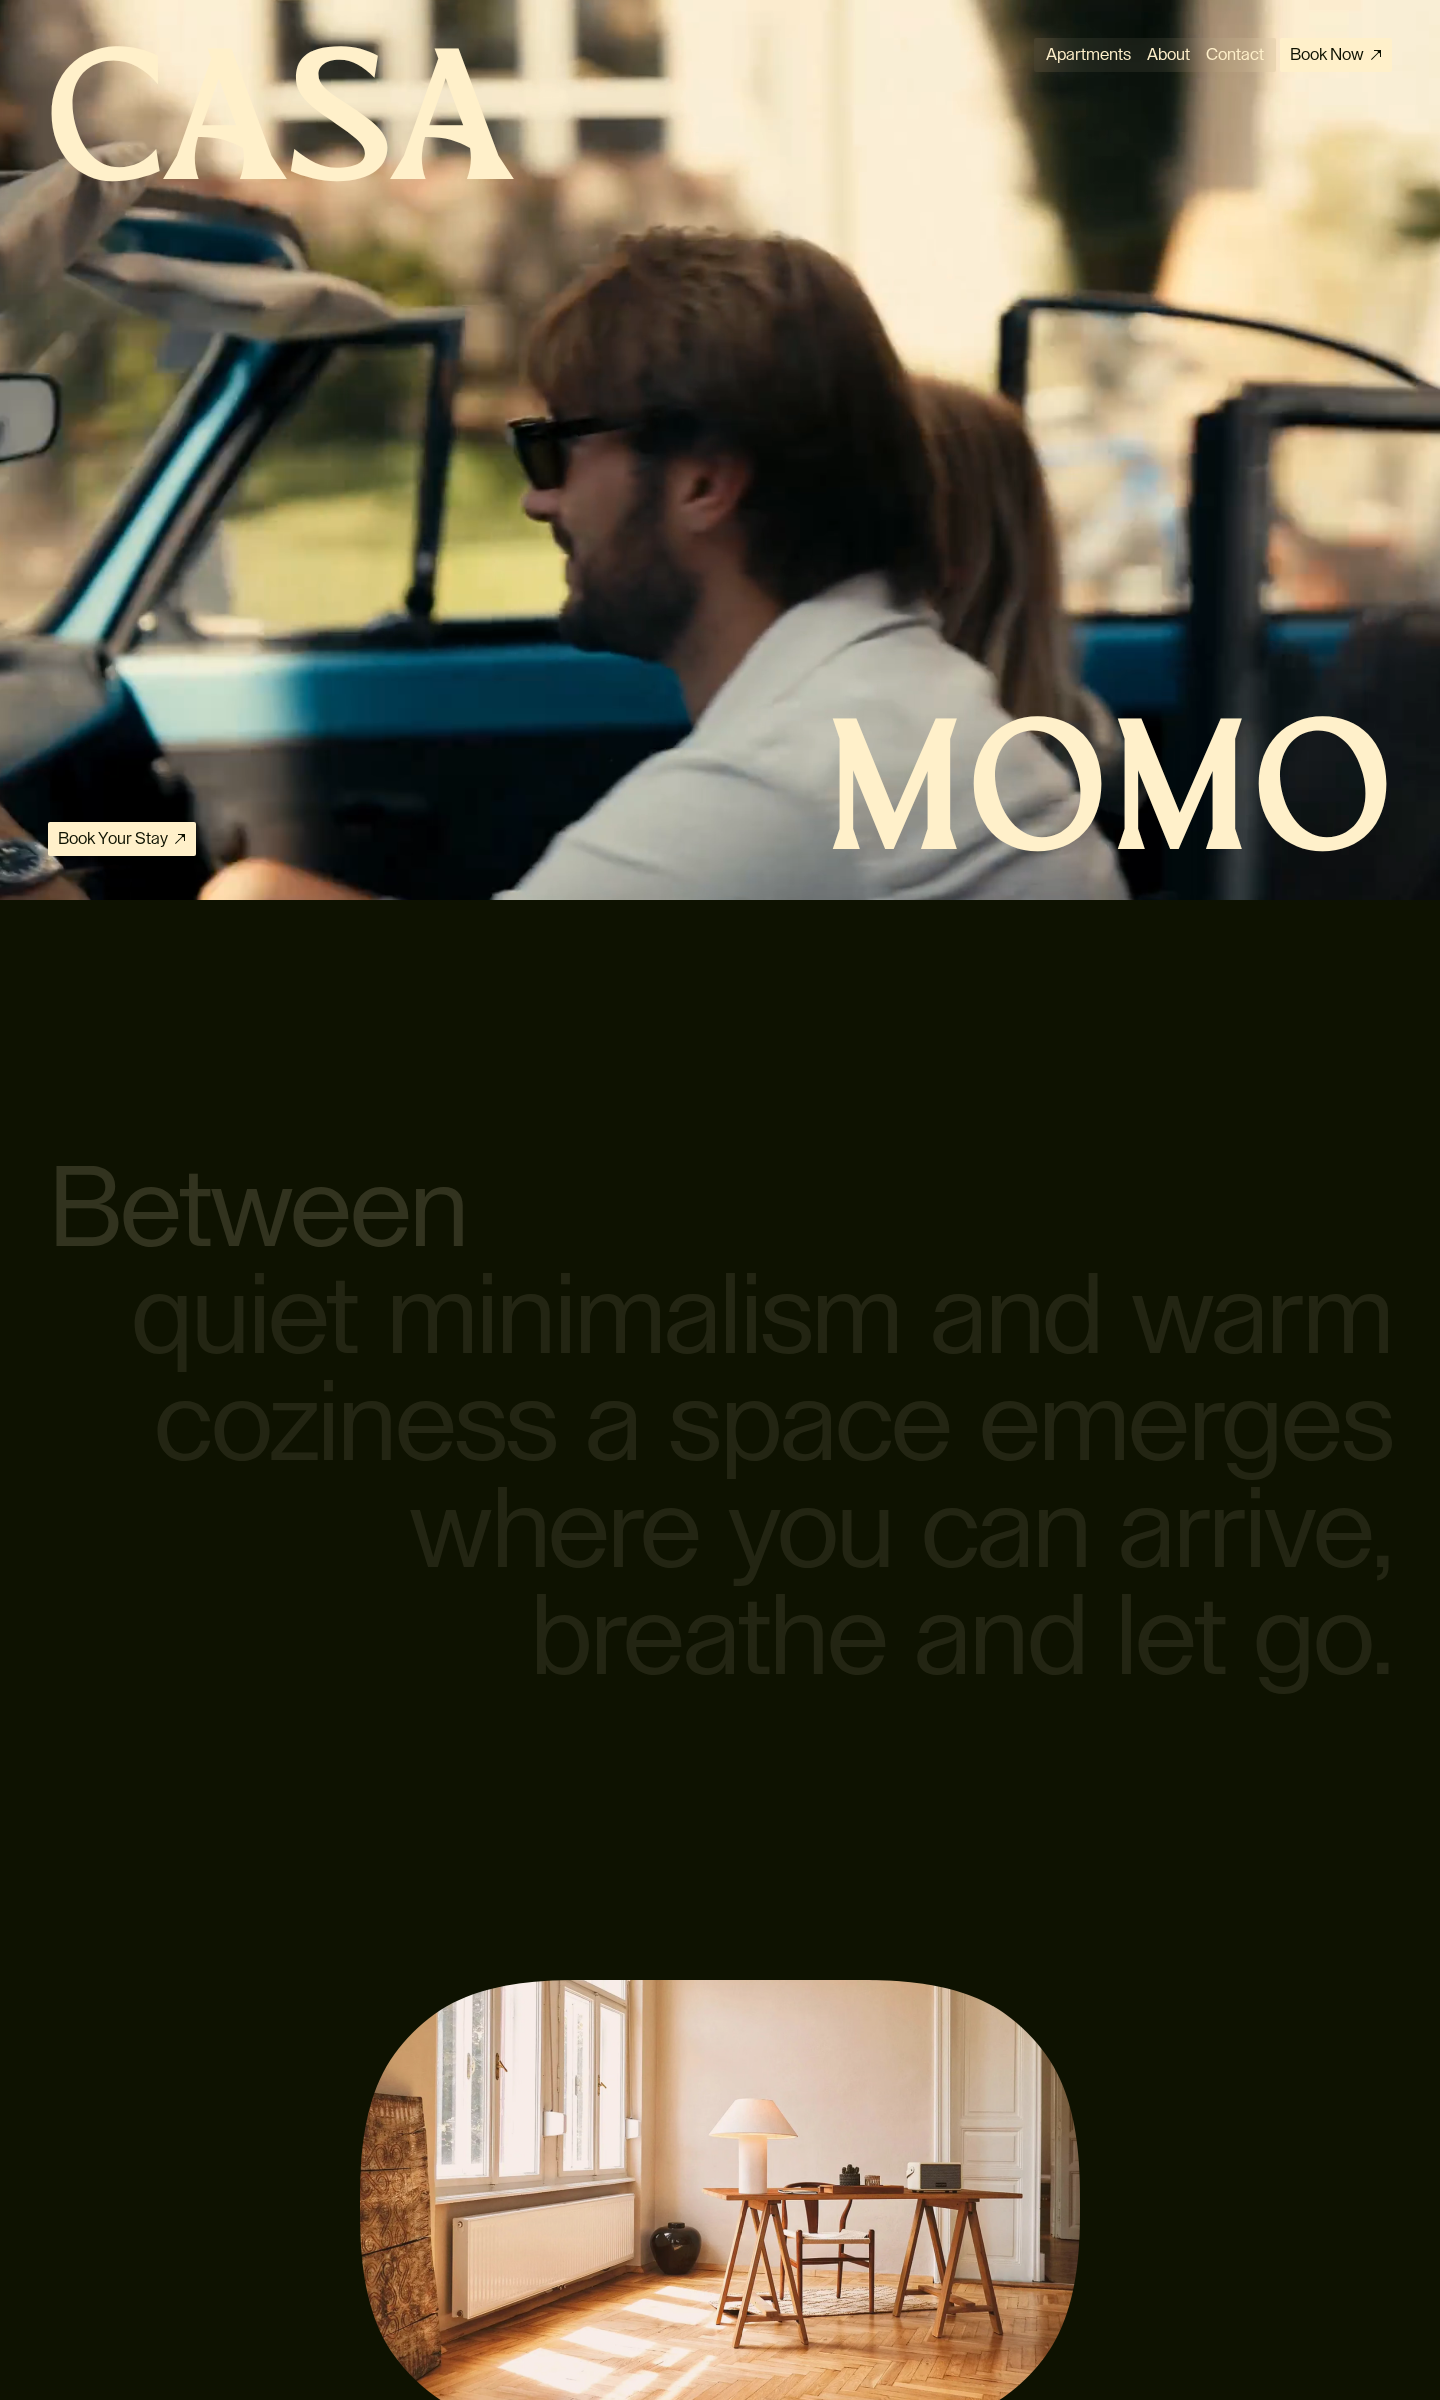 CASA
Apartments About Contact Book Now
MOMO
Book Your Stay
Between
quiet minimalism and warm
coziness a space emerges
where you can arrive,
breathe and let go.